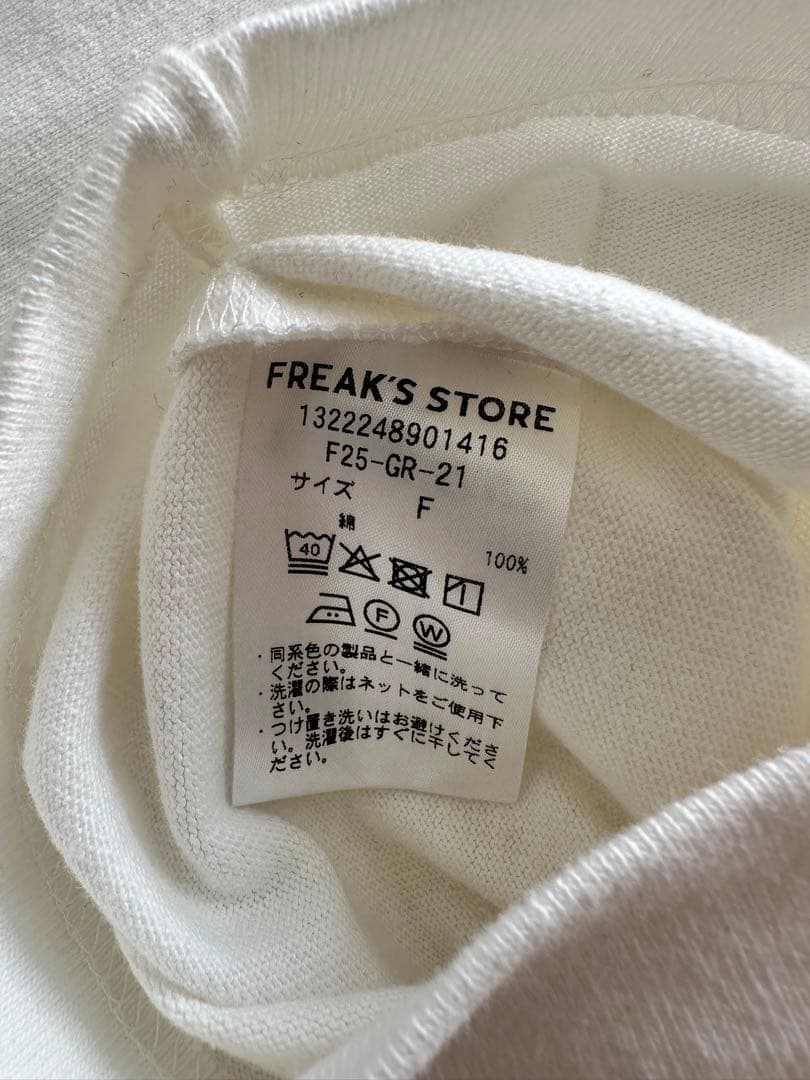 FREAK'S STORE
1322248901416
F25-GR-21
サイズ F
綿
100%
40
F W
・同系色の製品と一緒に洗って
ください。
・洗濯の際はネットをご使用下
さい。
・つけ置き洗いはお避けくださ
い。洗濯後はすぐに干してく
ださい。